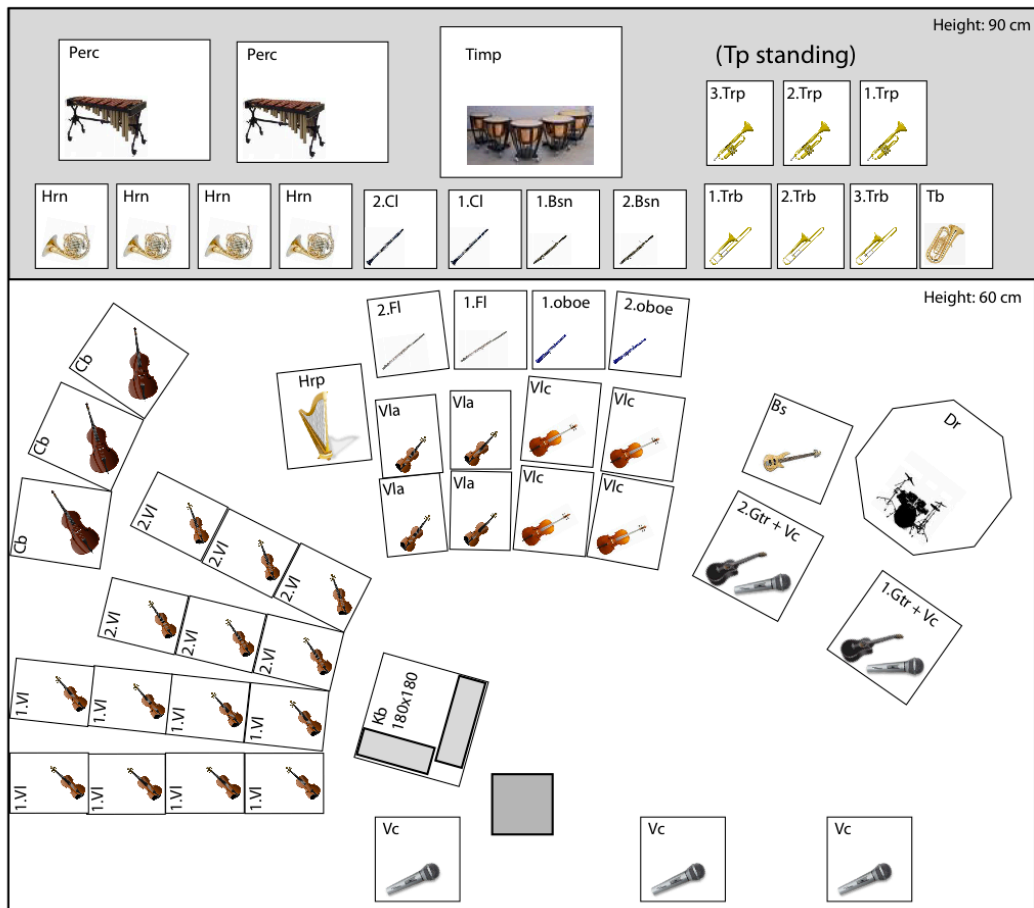 Height: 90 cm
Perc
Perc
Timp
(Tp standing)
3.Trp
2.Trp
1.Trp
Hrn
Hrn
Hrn
Hrn
2.Cl
1.Cl
1.Bsn
2.Bsn
1.Trb
2.Trb
3.Trb
Tb
Height: 60 cm
2.Fl
1.Fl
1.oboe
2.oboe
Cb
Cb
Cb
Hrp
Vla
Vla
Vlc
Vlc
Vla
Vla
Vlc
Vlc
Bs
Dr
2.Gtr + Vc
1.Gtr + Vc
2.Vl
2.Vl
2.Vl
2.Vl
2.Vl
2.Vl
1.Vl
1.Vl
1.Vl
1.Vl
1.Vl
1.Vl
1.Vl
1.Vl
Kb
180x180
Vc
Vc
Vc